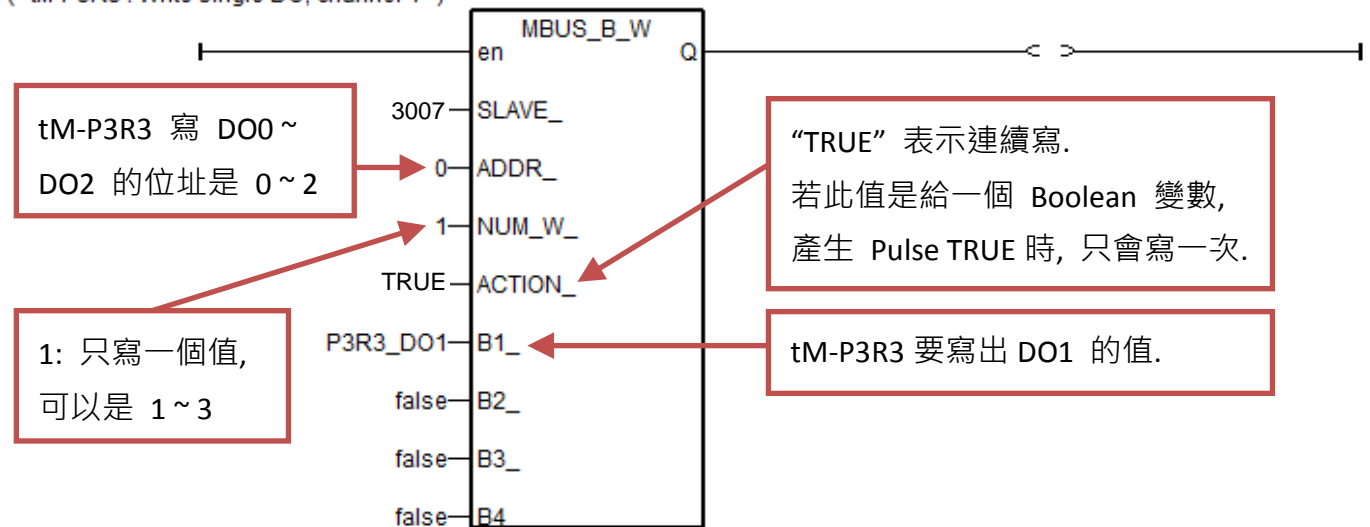 MBUS_B_W
en Q
3007 SLAVE_
0 ADDR_
1 NUM_W_
TRUE ACTION_
P3R3_DO1 B1_
false B2_
false B3_
false B4
tM-P3R3 寫 DO0 ~
DO2 的位址是 0 ~ 2
1: 只寫一個值,
可以是 1 ~ 3
“TRUE” 表示連續寫.
若此值是給一個 Boolean 變數,
產生 Pulse TRUE 時, 只會寫一次.
tM-P3R3 要寫出 DO1 的值.